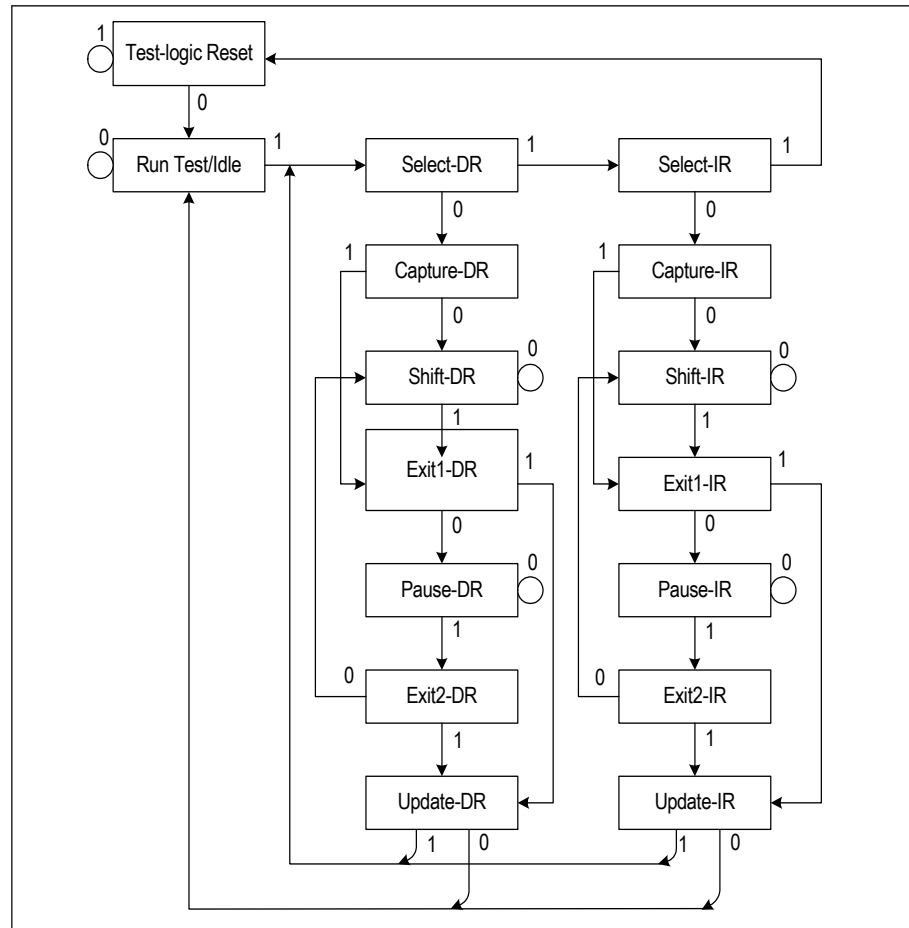 1
Test-logic Reset
0
0
Run Test/Idle
1
Select-DR
1
Select-IR
1
0
0
1
Capture-DR
1
Capture-IR
0
0
Shift-DR
0
Shift-IR
0
1
1
Exit1-DR
1
Exit1-IR
1
0
0
Pause-DR
0
Pause-IR
0
1
1
0
Exit2-DR
0
Exit2-IR
1
1
Update-DR
Update-IR
1
0
1
0